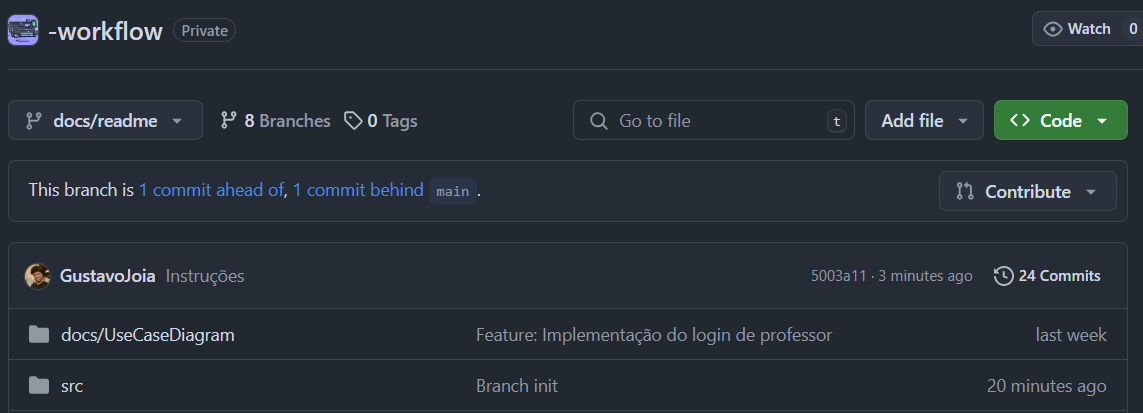 -workflow Private Watch 0
docs/readme 8 Branches 0 Tags Go to file t Add file Code
This branch is 1 commit ahead of, 1 commit behind main.
Contribute
GustavoJoia Instruções 5003a11 · 3 minutes ago 24 Commits
docs/UseCaseDiagram Feature: Implementação do login de professor last week
src Branch init 20 minutes ago